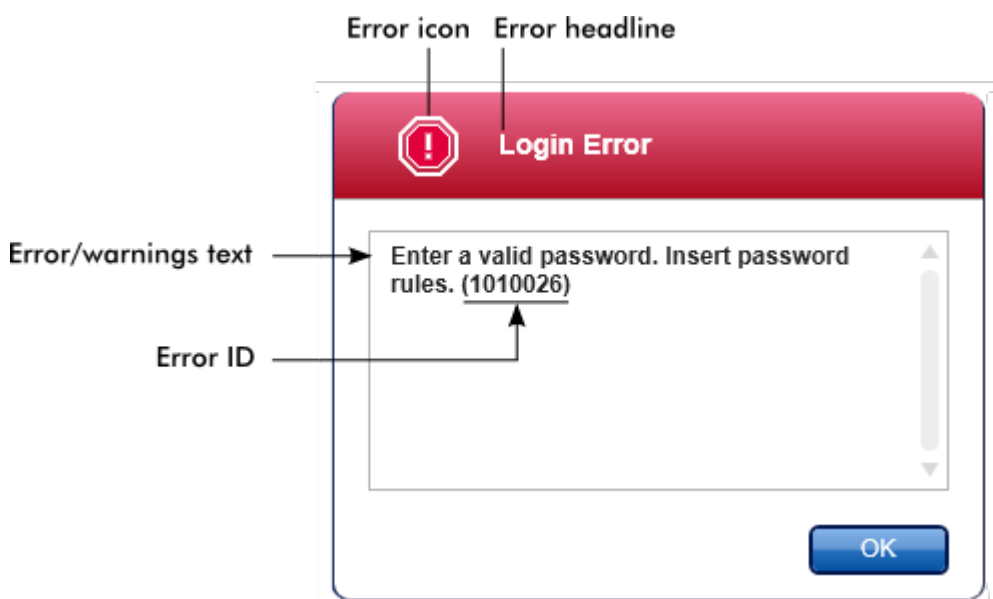 Error icon Error headline
Login Error
Error/warnings text
Enter a valid password. Insert password
rules. (1010026)
Error ID
OK